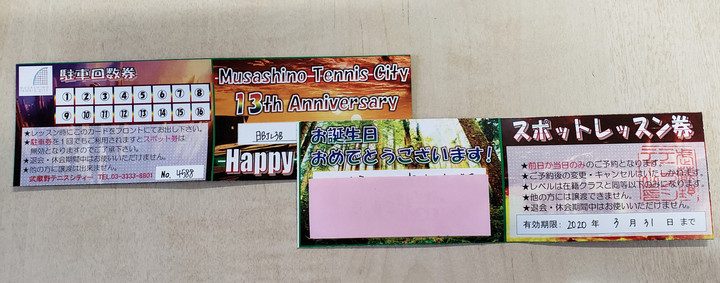 駐車回数券
① ② ③ ④ ⑤ ⑥ ⑦ ⑧
⑨ ⑩ ⑪ ⑫ ⑬ ⑭ ⑮ ⑯
★レッスン時にこのカードをフロントにてお出し下さい。
★駐車券を1回でもご利用されますとスポット券は
無効となりますのでご了承下さい。
★退会・休会期間中はお使いいただけません。
★他の方に譲渡は出来ません。
武蔵野テニスシティー TEL.03-3333-6801 No. 4588
Musashino Tennis City
13th Anniversary
Happy
お誕生日
おめでとうございます!
スポットレッスン券
★前日か当日のみのご予約となります。
★ご予約後の変更・キャンセルはいたしかねます。
★レベルは在籍クラスと同等以下のみになります。
★他の方には譲渡できません。
★退会・休会期間中はお使いいただけません。
有効期限: 2020 年 3 月 31 日 まで